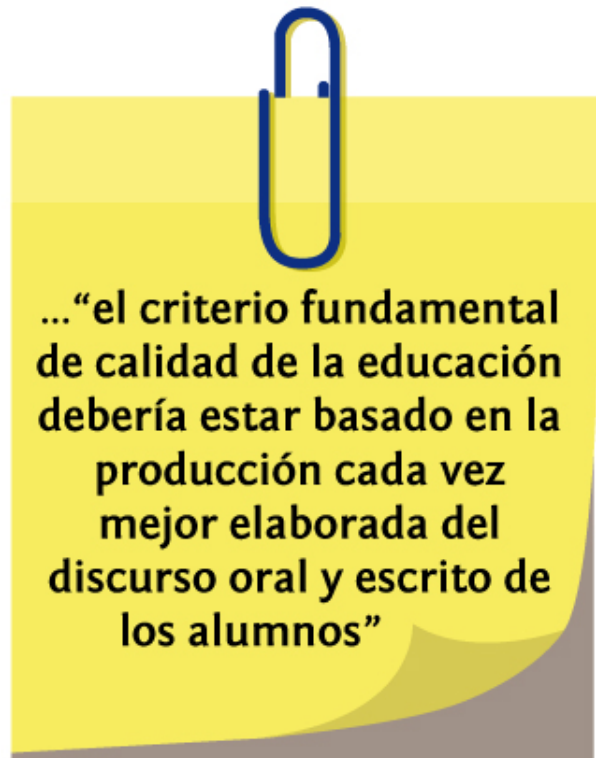 ...“el criterio fundamental
de calidad de la educación
debería estar basado en la
producción cada vez
mejor elaborada del
discurso oral y escrito de
los alumnos”